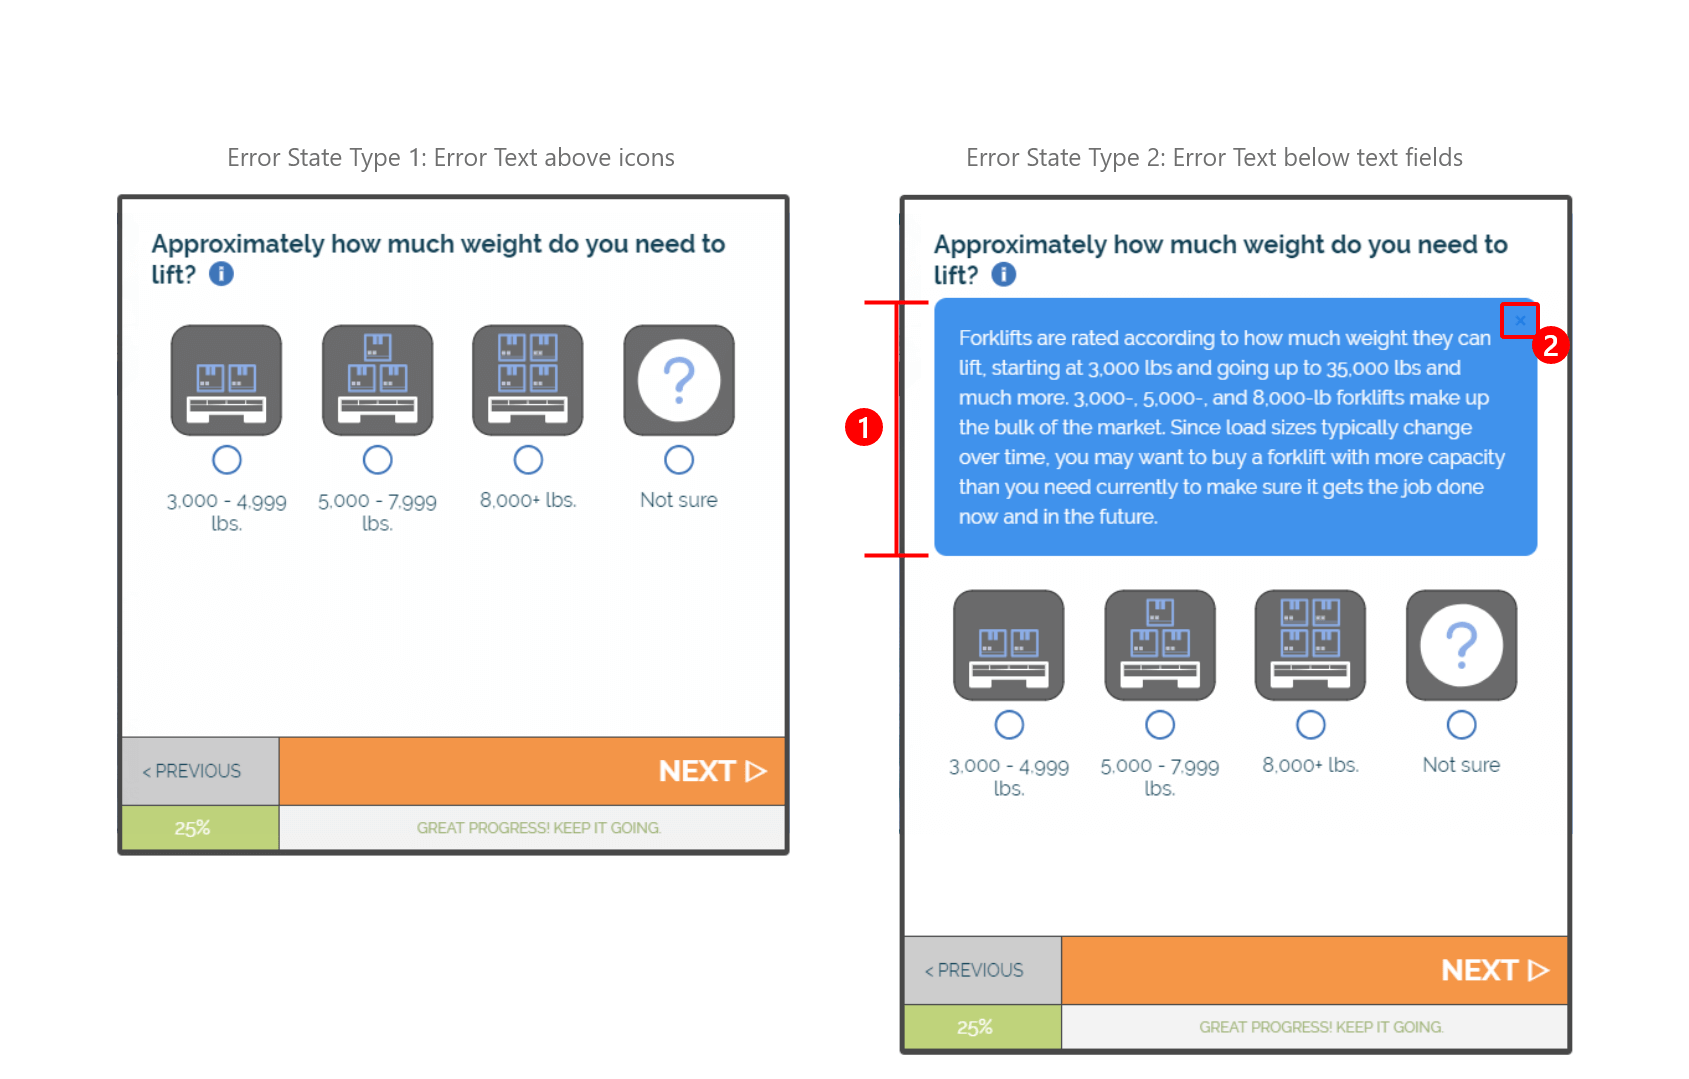 Error State Type 1: Error Text above icons
Approximately how much weight do you need to
lift? i
?
3,000 - 4,999
lbs.
5,000 - 7,999
lbs.
8,000+ lbs.
Not sure
< PREVIOUS
NEXT
25%
GREAT PROGRESS! KEEP IT GOING.
Error State Type 2: Error Text below text fields
Approximately how much weight do you need to
lift? i
×
2
1
Forklifts are rated according to how much weight they can
lift, starting at 3,000 lbs and going up to 35,000 lbs and
much more. 3,000-, 5,000-, and 8,000-lb forklifts make up
the bulk of the market. Since load sizes typically change
over time, you may want to buy a forklift with more capacity
than you need currently to make sure it gets the job done
now and in the future.
?
3,000 - 4,999
lbs.
5,000 - 7,999
lbs.
8,000+ lbs.
Not sure
< PREVIOUS
NEXT
25%
GREAT PROGRESS! KEEP IT GOING.